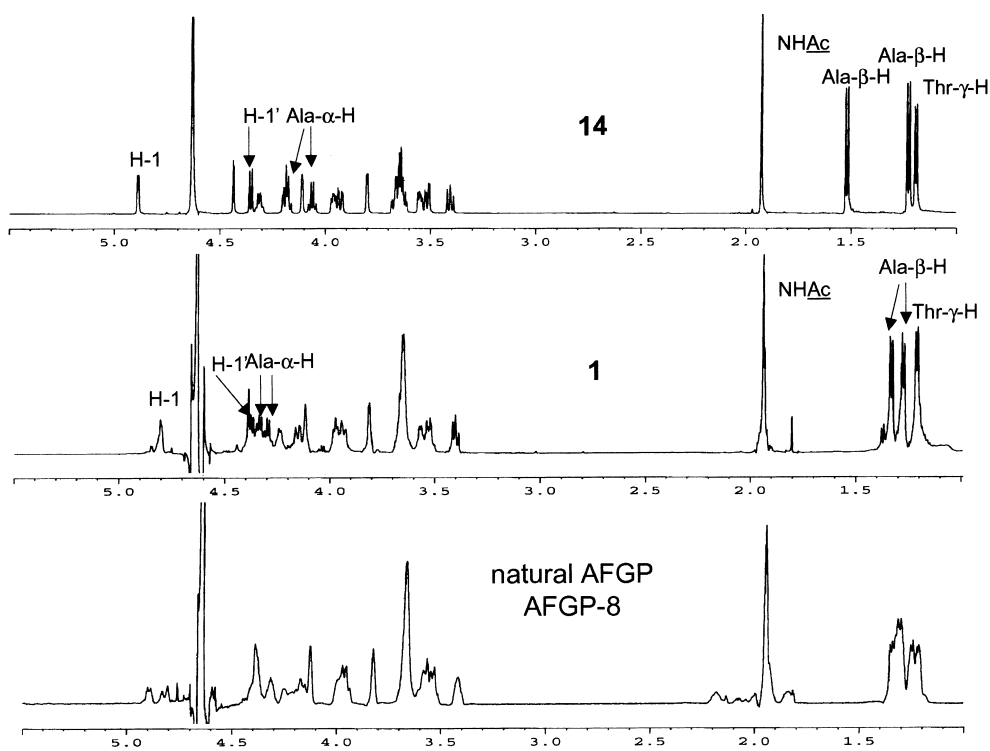 NHAc
Ala-β-H
Ala-β-H
Thr-γ-H
H-1' Ala-α-H
14
H-1
5.0 4.5 4.0 3.5 3.0 2.5 2.0 1.5
Ala-β-H
NHAc
Thr-γ-H
H-1'Ala-α-H
1
H-1
5.0 4.5 4.0 3.5 3.0 2.5 2.0 1.5
natural AFGP
AFGP-8
5.0 4.5 4.0 3.5 3.0 2.5 2.0 1.5